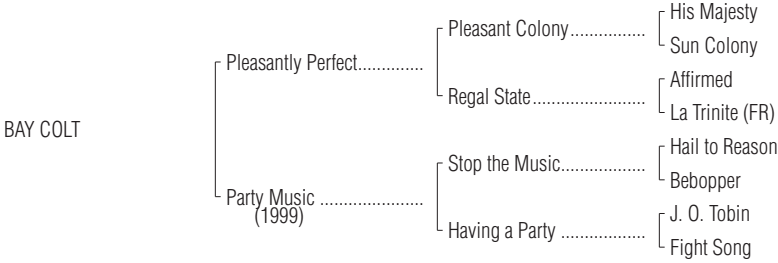 His Majesty
Pleasant Colony................
Sun Colony
Pleasantly Perfect..............
Affirmed
Regal State........................
La Trinite (FR)
BAY COLT
Hail to Reason
Stop the Music..................
Bebopper
Party Music ......................
(1999)
J. O. Tobin
Having a Party ..................
Fight Song